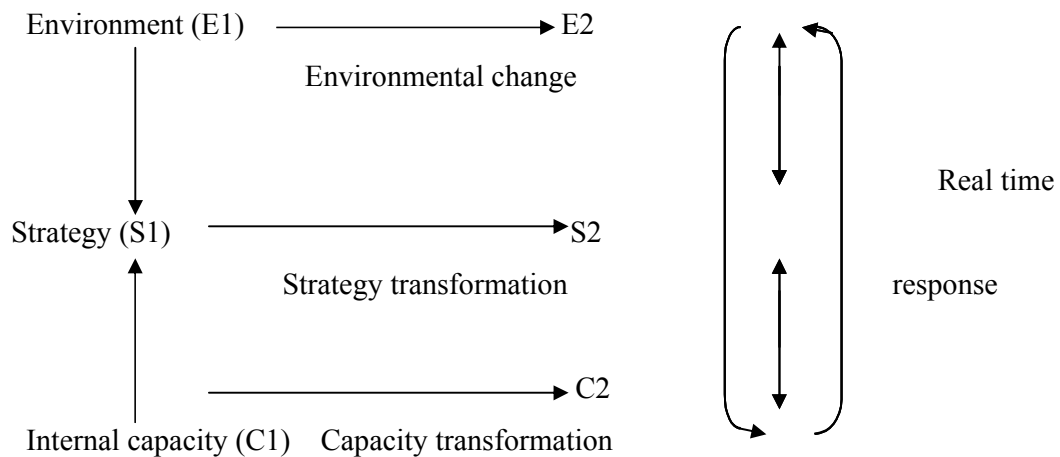 Environment (E1) E2
Environmental change
Real time
Strategy (S1) S2
Strategy transformation response
C2
Internal capacity (C1) Capacity transformation